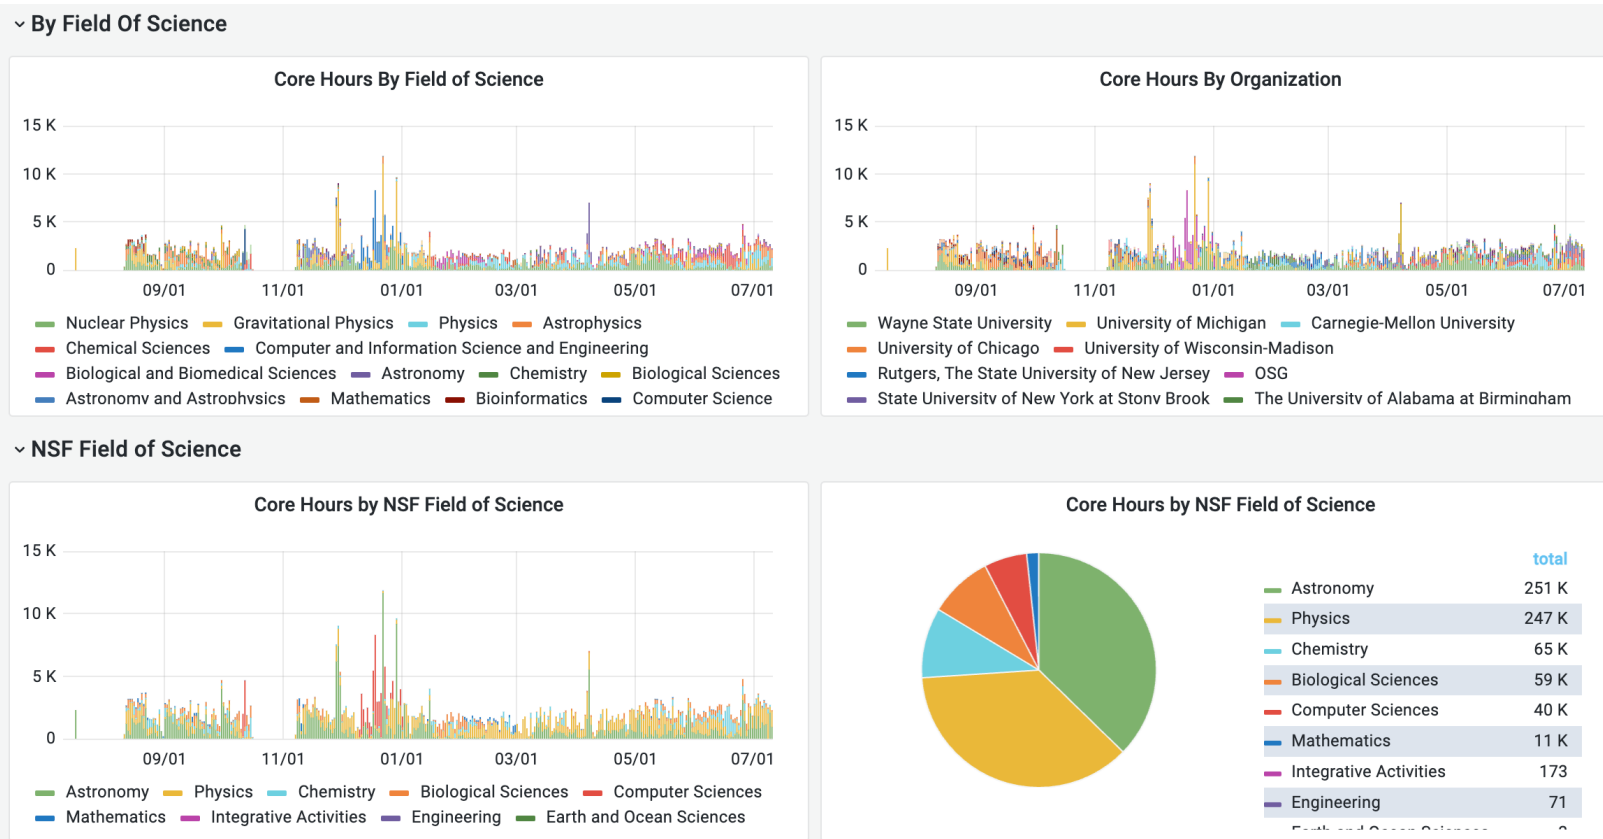 By Field Of Science
Core Hours By Field of Science
15 K
10 K
5 K
0
09/01 11/01 01/01 03/01 05/01 07/01
Nuclear Physics Gravitational Physics Physics Astrophysics
Chemical Sciences Computer and Information Science and Engineering
Biological and Biomedical Sciences Astronomy Chemistry Biological Sciences
Astronomy and Astrophysics Mathematics Bioinformatics Computer Science
Core Hours By Organization
15 K
10 K
5 K
0
09/01 11/01 01/01 03/01 05/01 07/01
Wayne State University University of Michigan Carnegie-Mellon University
University of Chicago University of Wisconsin-Madison
Rutgers, The State University of New Jersey OSG
State University of New York at Stony Brook The University of Alabama at Birmingham
NSF Field of Science
Core Hours by NSF Field of Science
15 K
10 K
5 K
0
09/01 11/01 01/01 03/01 05/01 07/01
Astronomy Physics Chemistry Biological Sciences Computer Sciences
Mathematics Integrative Activities Engineering Earth and Ocean Sciences
Core Hours by NSF Field of Science
total
Astronomy 251 K
Physics 247 K
Chemistry 65 K
Biological Sciences 59 K
Computer Sciences 40 K
Mathematics 11 K
Integrative Activities 173
Engineering 71
Earth and Ocean Sciences